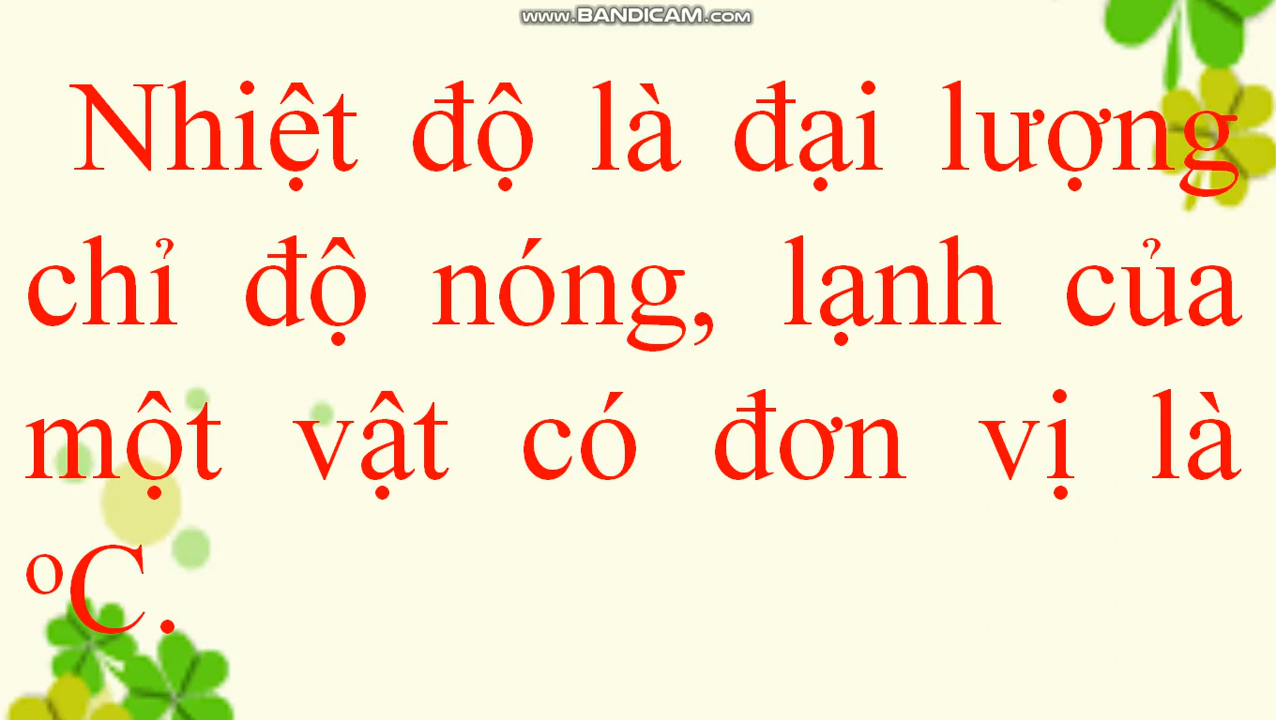 www.BANDICAM.com
Nhiệt độ là đại lượng
chỉ độ nóng, lạnh của
một vật có đơn vị là
ºC.